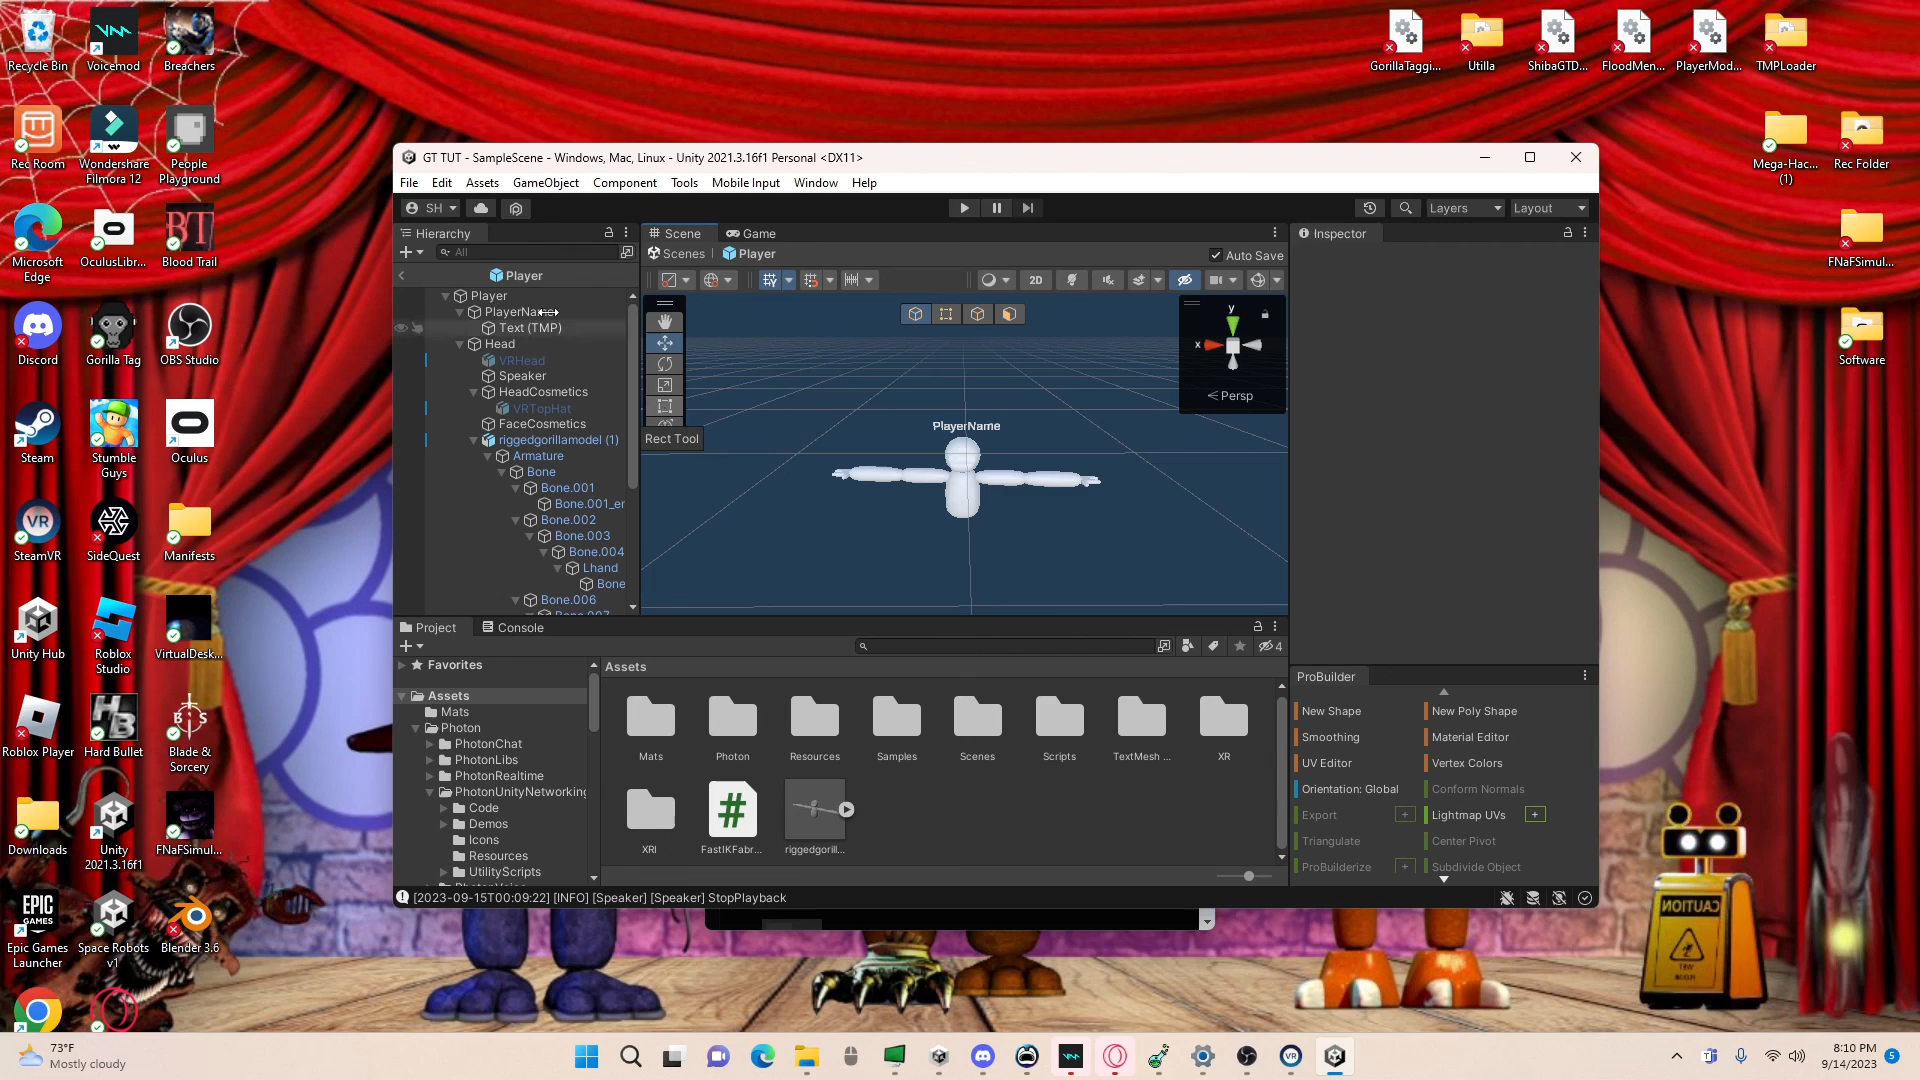 Recycle Bin
Voicemod
Breachers
Rec Room
Wondershare
Filmora 12
People
Playground
Microsoft
Edge
OculusLibr...
Blood Trail
Discord
Gorilla Tag
OBS Studio
Steam
Stumble
Guys
Oculus
SteamVR
SideQuest
Manifests
Unity Hub
Roblox
Studio
VirtualDesk...
Roblox Player
Hard Bullet
Blade &
Sorcery
Downloads
Unity
2021.3.16f1
FNaFSimul...
EPIC
GAMES
Epic Games
Launcher
Space Robots
v1
Blender 3.6
GorillaTaggi...
Utilla
ShibaGTD...
FloodMen...
PlayerMod...
TMPLoader
Mega-Hac...
(1)
Rec Folder
FNaFSimul...
Software
GT TUT - SampleScene - Windows, Mac, Linux - Unity 2021.3.16f1 Personal <DX11>
File Edit Assets GameObject Component Tools Mobile Input Window Help
SH
Layers
Layout
Hierarchy
All
Player
Player
PlayerName
Text (TMP)
Head
VRHead
Speaker
HeadCosmetics
VRTopHat
FaceCosmetics
riggedgorillamodel (1)
Armature
Bone
Bone.001
Bone.001_er
Bone.002
Bone.003
Bone.004
Lhand
Bone
Bone.006
Scene
Game
Scenes
Player
Auto Save
2D
y
x
Persp
PlayerName
Rect Tool
Inspector
Project
Console
4
Favorites
Assets
Mats
Photon
PhotonChat
PhotonLibs
PhotonRealtime
PhotonUnityNetworking
Code
Demos
Icons
Resources
UtilityScripts
Assets
Mats
Photon
Resources
Samples
Scenes
Scripts
TextMesh ...
XR
XRI
FastIKFabr...
riggedgorill...
ProBuilder
New Shape
New Poly Shape
Smoothing
Material Editor
UV Editor
Vertex Colors
Orientation: Global
Conform Normals
Export
Lightmap UVs
Triangulate
Center Pivot
ProBuilderize
Subdivide Object
[2023-09-15T00:09:22] [INFO] [Speaker] [Speaker] StopPlayback
CAUTION
73°F
Mostly cloudy
8:10 PM
9/14/2023
5